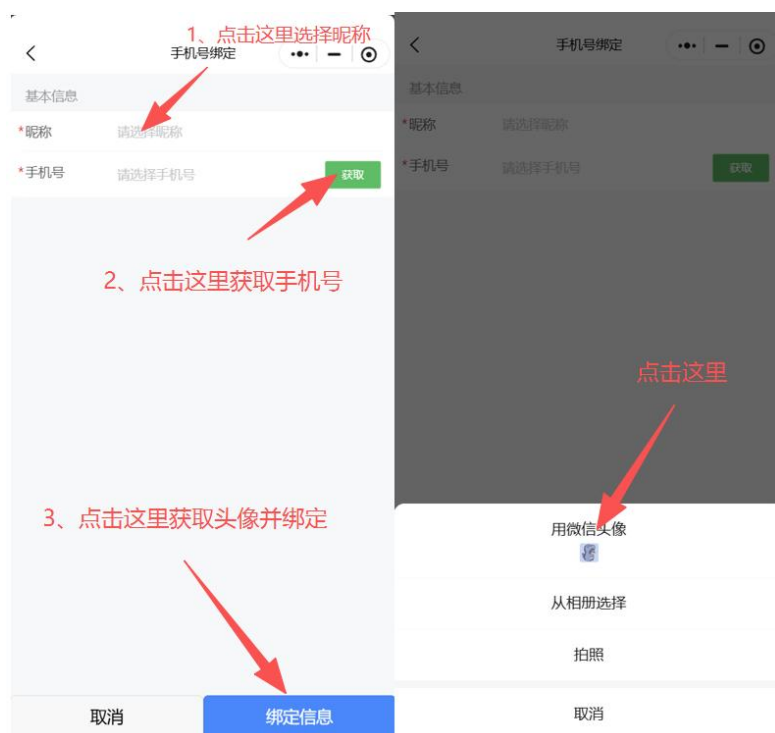 1、点击这里选择昵称
手机号绑定
基本信息
*昵称 请选择昵称
*手机号 请选择手机号 获取
2、点击这里获取手机号
3、点击这里获取头像并绑定
取消 绑定信息
手机号绑定
基本信息
*昵称 请选择昵称
*手机号 请选择手机号 获取
点击这里
用微信头像
从相册选择
拍照
取消